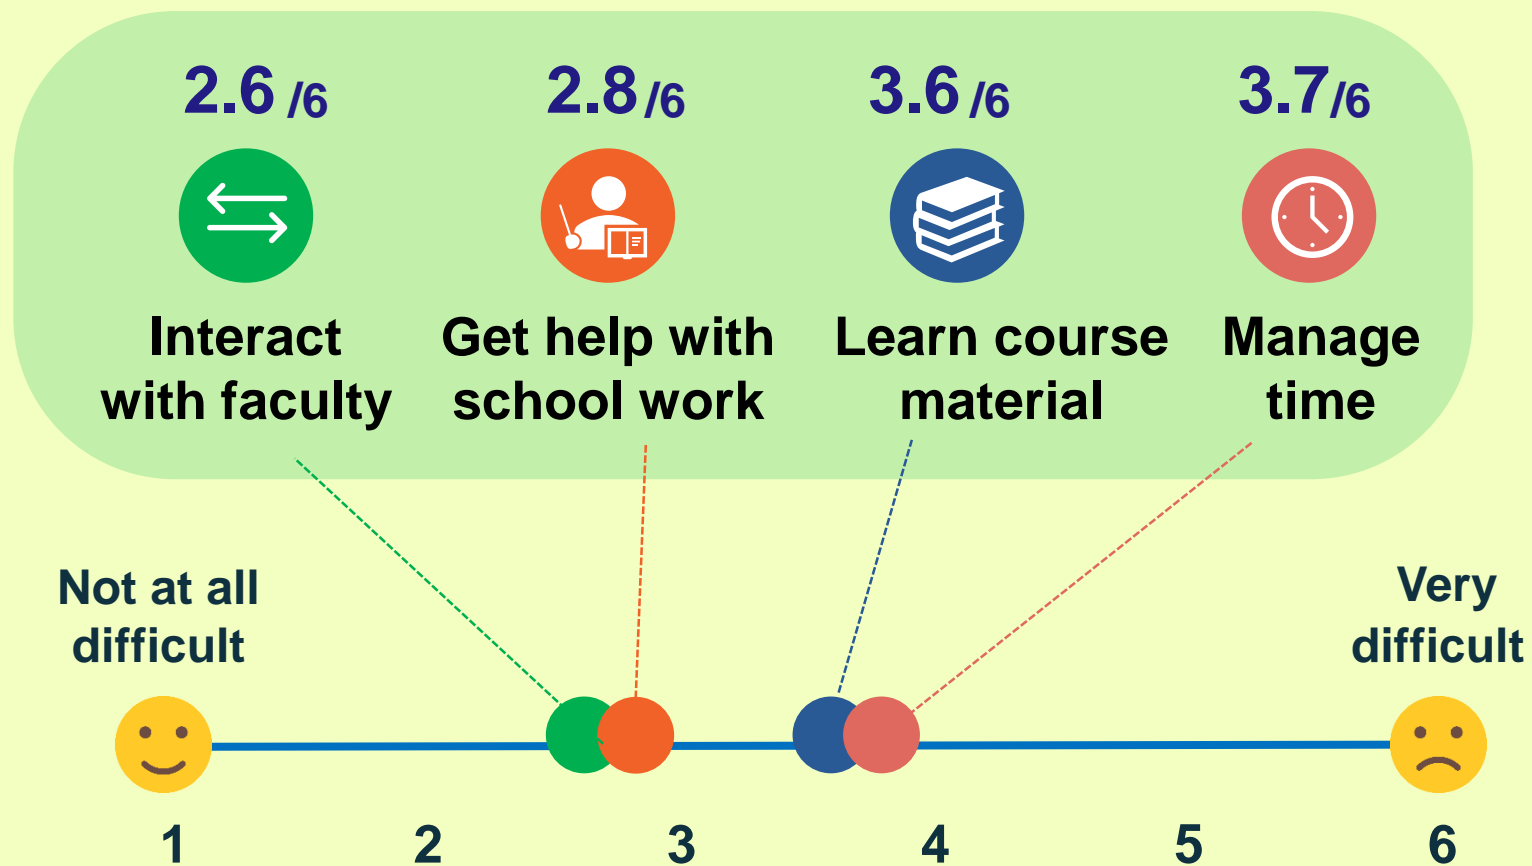 2.6 /6
2.8 /6
3.6 /6
3.7/6
Interact
with faculty
Get help with
school work
Learn course
material
Manage
time
Not at all
difficult
Very
difficult
1 2 3 4 5 6